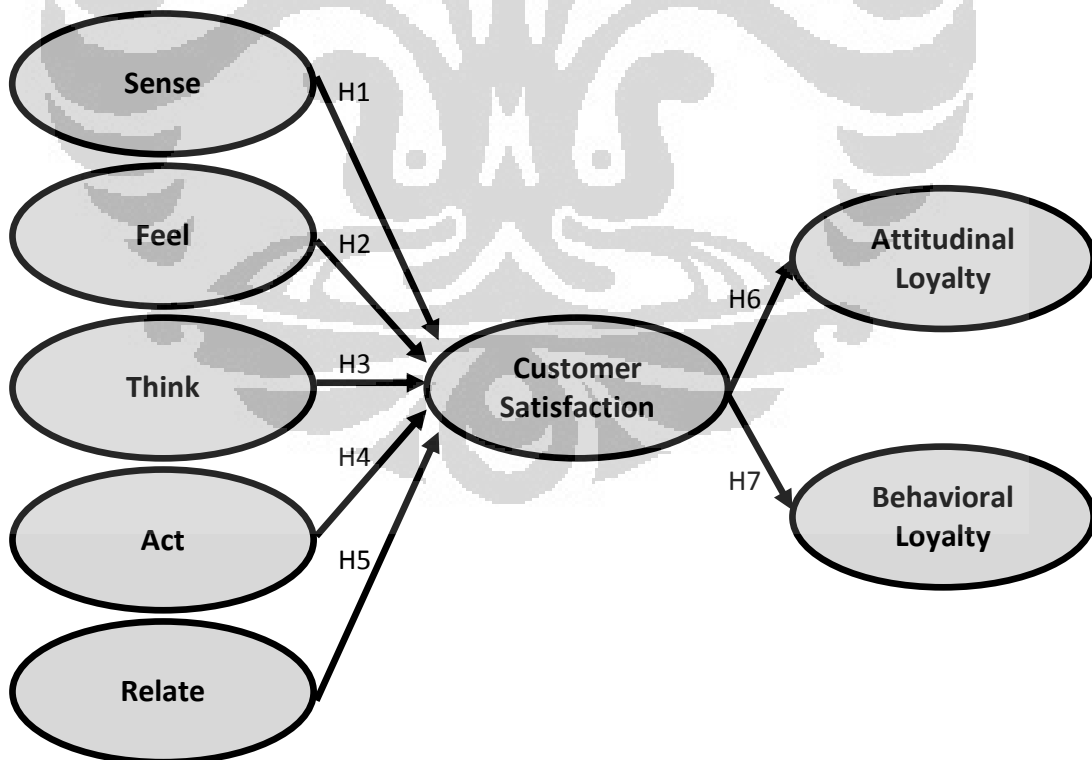 Sense
H1
Feel
H2
Attitudinal
Loyalty
H6
Think
H3
Customer
Satisfaction
H4
H7
Behavioral
Loyalty
Act
H5
Relate